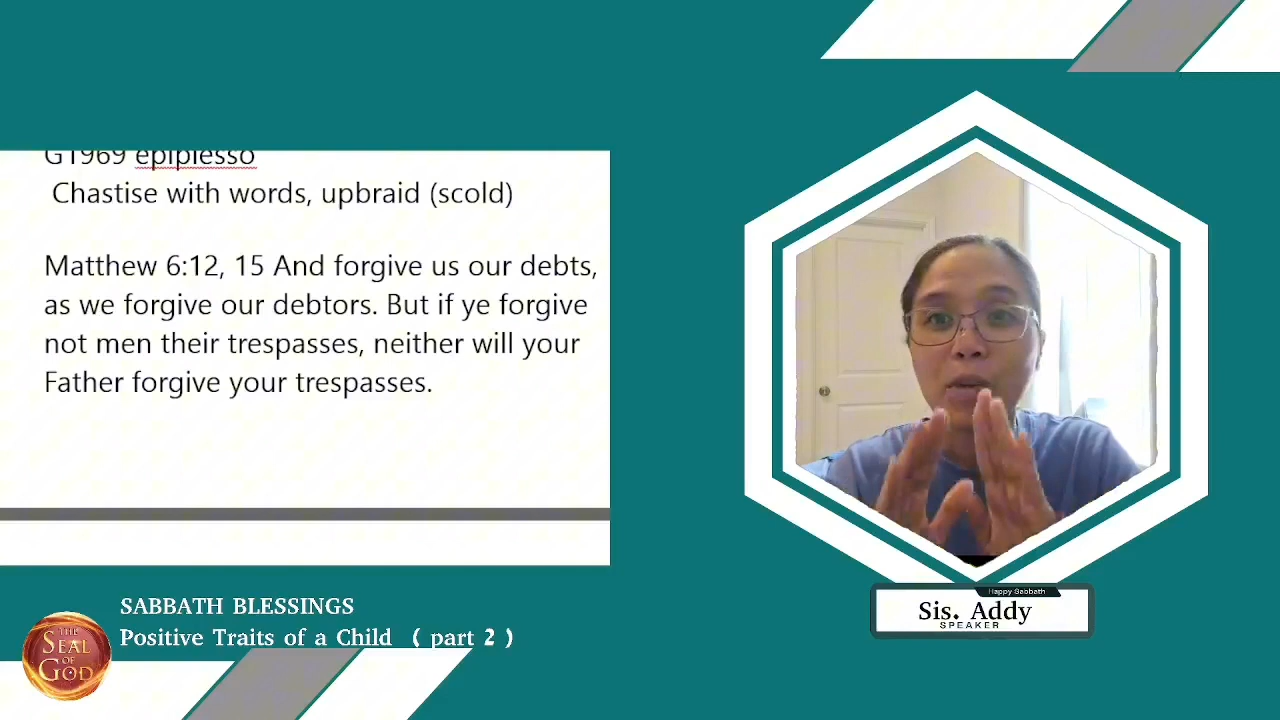 G1969 epiplesso
Chastise with words, upbraid (scold)
Matthew 6:12, 15 And forgive us our debts,
as we forgive our debtors. But if ye forgive
not men their trespasses, neither will your
Father forgive your trespasses.
Happy Sabbath
Sis. Addy
SPEAKER
SABBATH BLESSINGS
Positive Traits of a Child ( part 2 )
THE
SEAL
OF
GOD